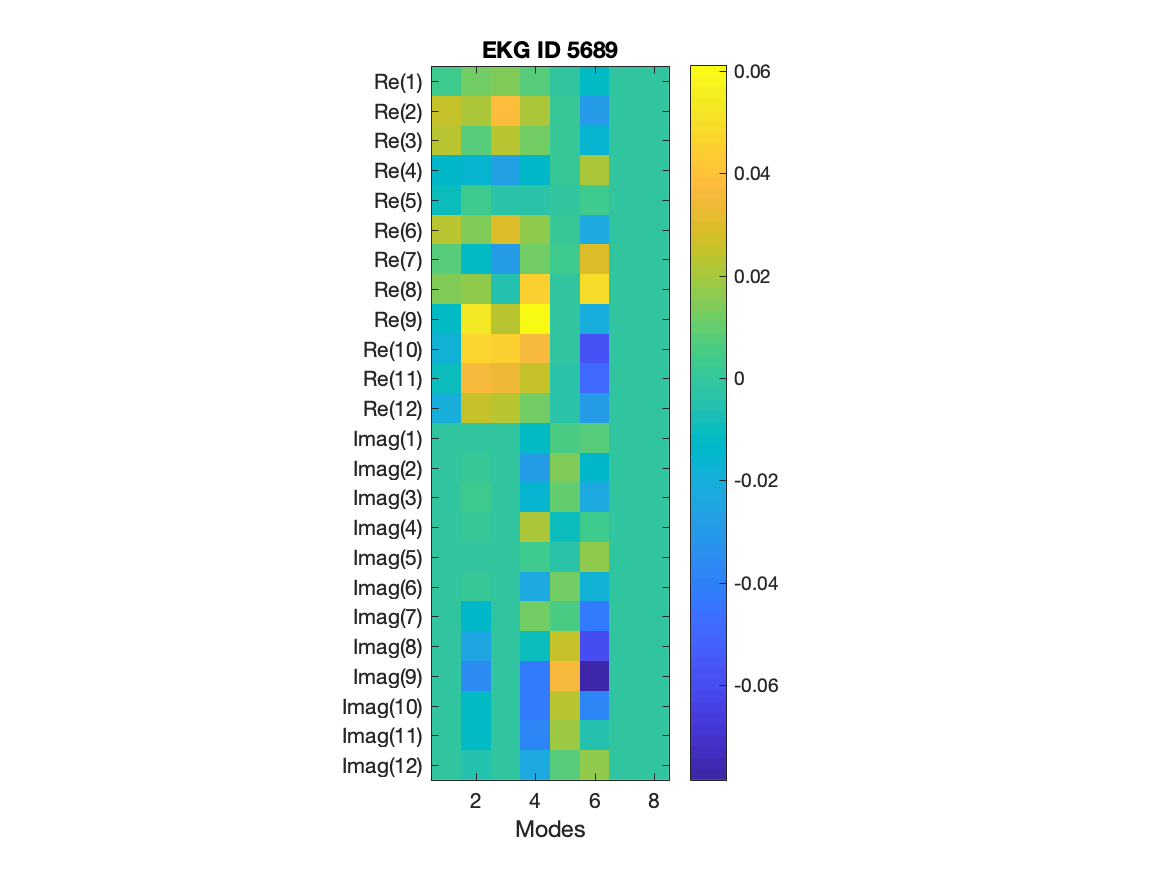 EKG ID 5689
Re(1)
Re(2)
Re(3)
Re(4)
Re(5)
Re(6)
Re(7)
Re(8)
Re(9)
Re(10)
Re(11)
Re(12)
Imag(1)
Imag(2)
Imag(3)
Imag(4)
Imag(5)
Imag(6)
Imag(7)
Imag(8)
Imag(9)
Imag(10)
Imag(11)
Imag(12)
2 4 6 8
Modes
0.06
0.04
0.02
0
-0.02
-0.04
-0.06